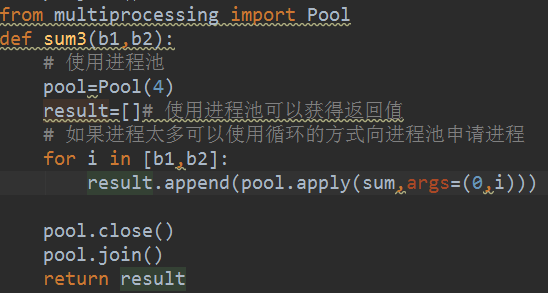 from multiprocessing import Pool
def sum3(b1,b2):
    # 使用进程池
    pool=Pool(4)
    result=[]# 使用进程池可以获得返回值
    # 如果进程太多可以使用循环的方式向进程池申请进程
    for i in [b1,b2]:
        result.append(pool.apply(sum,args=(0,i)))
    pool.close()
    pool.join()
    return result